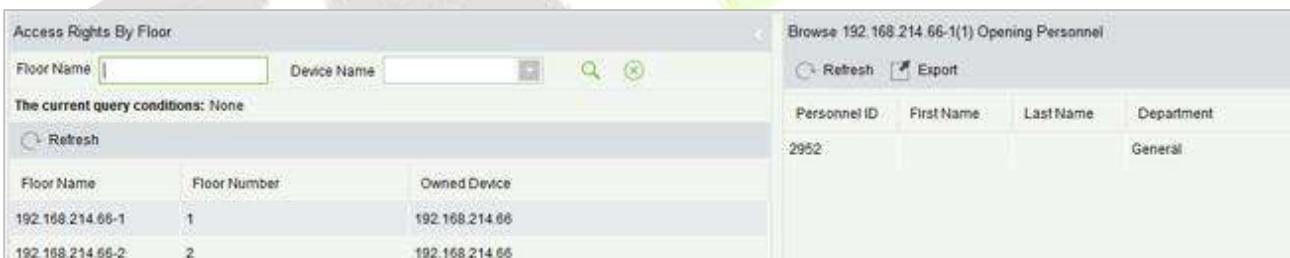 Access Rights By Floor
Floor Name
Device Name
The current query conditions: None
Refresh
Floor Name Floor Number Owned Device
192.168.214.66-1 1 192.168.214.66
192.168.214.66-2 2 192.168.214.66
Browse 192.168.214.66-1(1) Opening Personnel
Refresh Export
Personnel ID First Name Last Name Department
2952 General